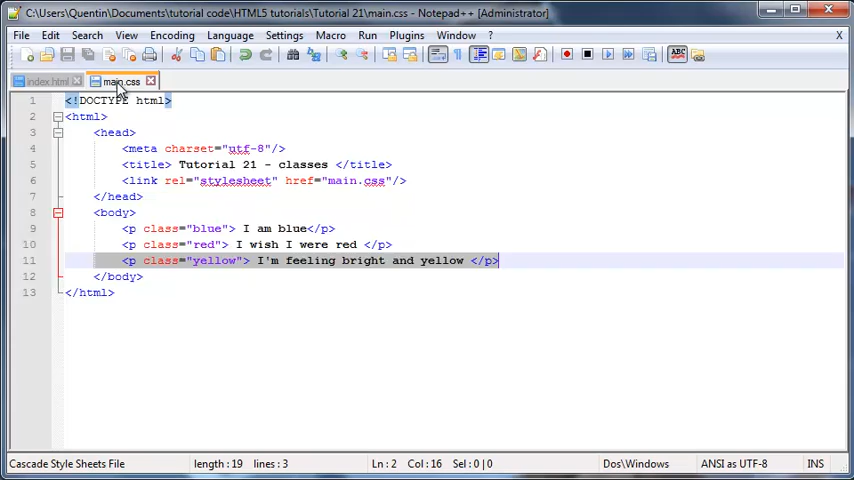 C:\Users\Quentin\Documents\tutorial code\HTML5 tutorials\Tutorial 21\main.css - Notepad++ [Administrator]
File Edit Search View Encoding Language Settings Macro Run Plugins Window ? X
ABC
index.html main.css
1 <!DOCTYPE html>
2 <html>
3 <head>
4 <meta charset="utf-8"/>
5 <title> Tutorial 21 - classes </title>
6 <link rel="stylesheet" href="main.css"/>
7 </head>
8 <body>
9 <p class="blue"> I am blue</p>
10 <p class="red"> I wish I were red </p>
11 <p class="yellow"> I'm feeling bright and yellow </p>
12 </body>
13 </html>
Cascade Style Sheets File length : 19 lines : 3 Ln : 2 Col : 16 Sel : 0 | 0 Dos\Windows ANSI as UTF-8 INS